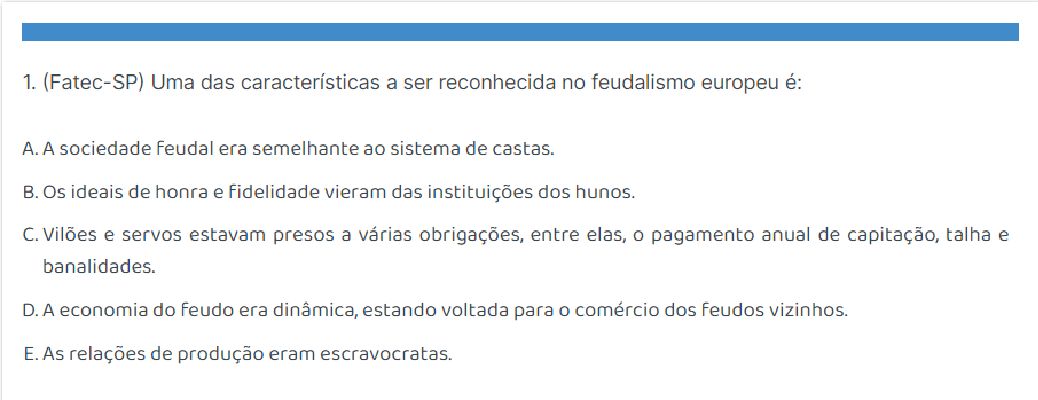 1. (Fatec-SP) Uma das características a ser reconhecida no feudalismo europeu é:
A. A sociedade feudal era semelhante ao sistema de castas.
B. Os ideais de honra e fidelidade vieram das instituições dos hunos.
C. Vilões e servos estavam presos a várias obrigações, entre elas, o pagamento anual de capitação, talha e
banalidades.
D. A economia do feudo era dinâmica, estando voltada para o comércio dos feudos vizinhos.
E. As relações de produção eram escravocratas.